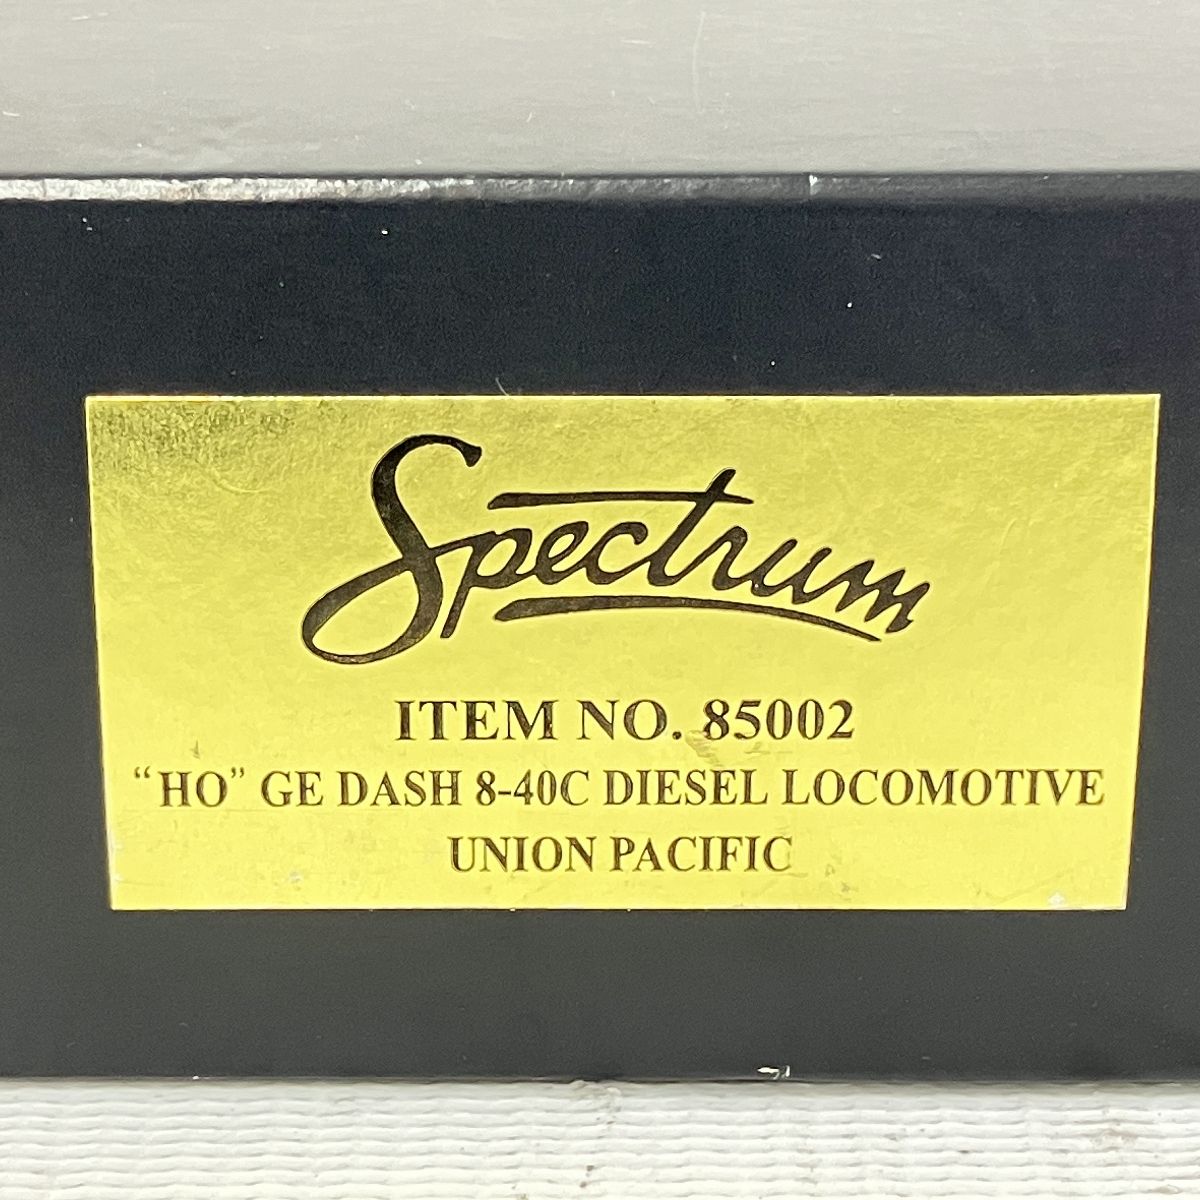 Spectrum
ITEM NO. 85002
“HO” GE DASH 8-40C DIESEL LOCOMOTIVE
UNION PACIFIC